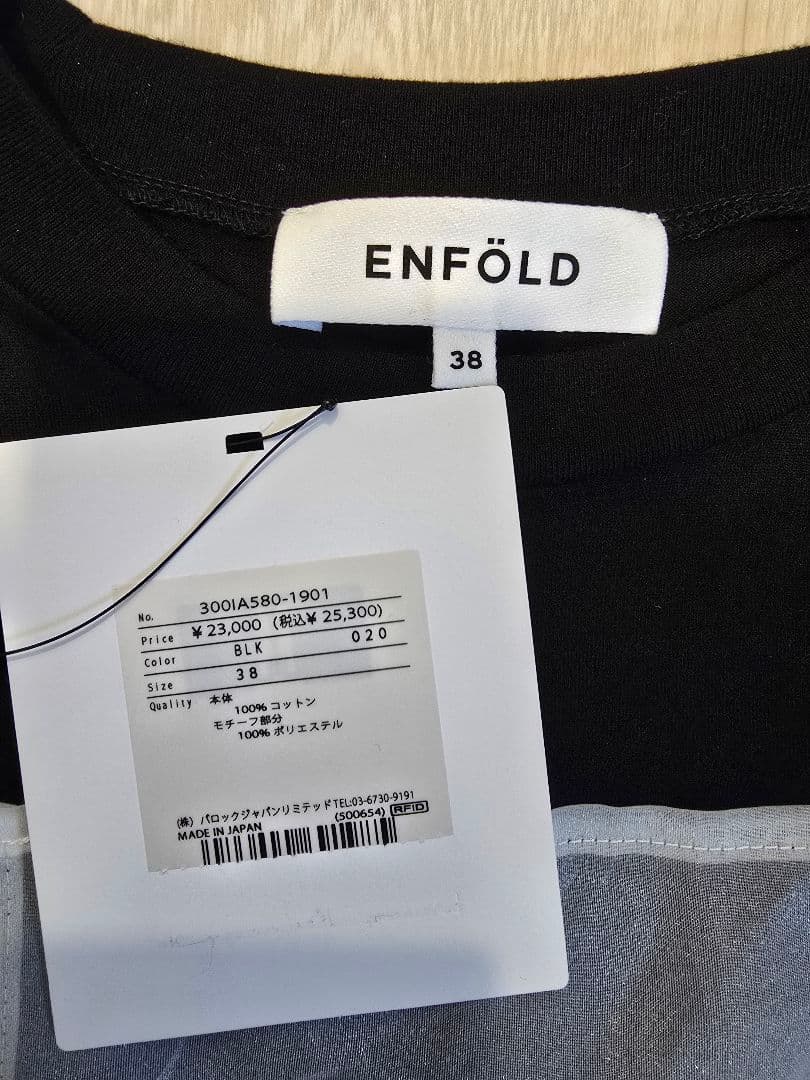 ENFÖLD
38
No. 300IA580-1901
Price ¥23,000 (税込¥ 25,300)
Color BLK 020
Size 38
Quality 本体
100% コットン
モチーフ部分
100% ポリエステル
(株) バロックジャパンリミテッドTEL:03-6730-9191
MADE IN JAPAN (500654) RFID